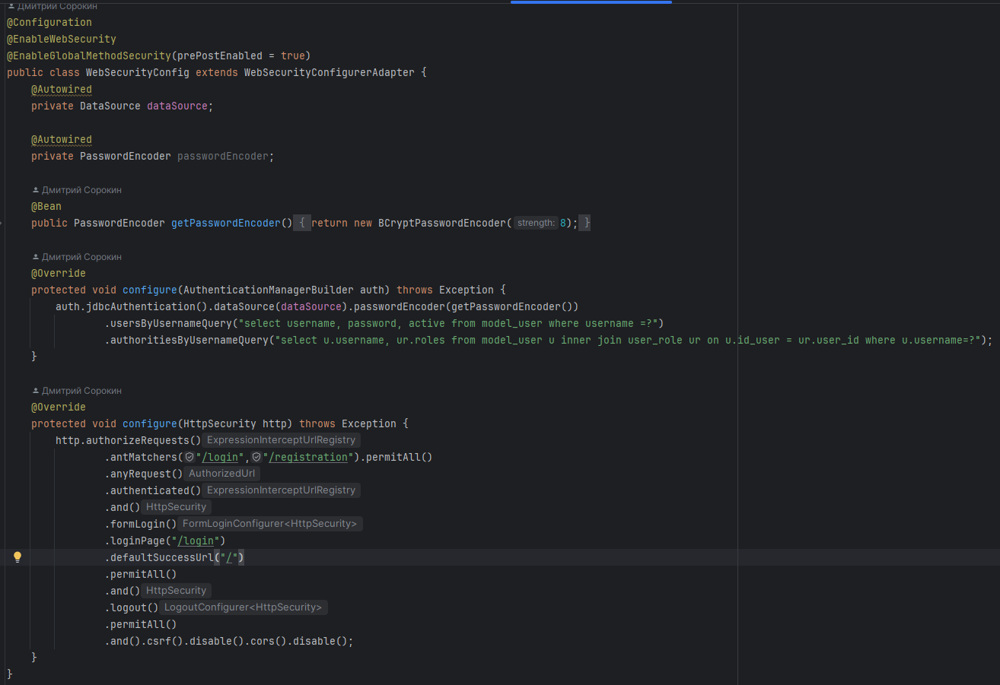 Дмитрий Сорокин
@Configuration
@EnableWebSecurity
@EnableGlobalMethodSecurity(prePostEnabled = true)
public class WebSecurityConfig extends WebSecurityConfigurerAdapter {
@Autowired
private DataSource dataSource;
@Autowired
private PasswordEncoder passwordEncoder;
Дмитрий Сорокин
@Bean
public PasswordEncoder getPasswordEncoder() { return new BCryptPasswordEncoder( strength: 8); }
Дмитрий Сорокин
@Override
protected void configure(AuthenticationManagerBuilder auth) throws Exception {
auth.jdbcAuthentication().dataSource(dataSource).passwordEncoder(getPasswordEncoder())
.usersByUsernameQuery("select username, password, active from model_user where username =?")
.authoritiesByUsernameQuery("select u.username, ur.roles from model_user u inner join user_role ur on u.id_user = ur.user_id where u.username=?");
}
Дмитрий Сорокин
@Override
protected void configure(HttpSecurity http) throws Exception {
http.authorizeRequests() ExpressionInterceptUrlRegistry
.antMatchers("/login","/registration").permitAll()
.anyRequest() AuthorizedUrl
.authenticated() ExpressionInterceptUrlRegistry
.and() HttpSecurity
.formLogin() FormLoginConfigurer<HttpSecurity>
.loginPage("/login")
.defaultSuccessUrl("/")
.permitAll()
.and() HttpSecurity
.logout() LogoutConfigurer<HttpSecurity>
.permitAll()
.and().csrf().disable().cors().disable();
}
}